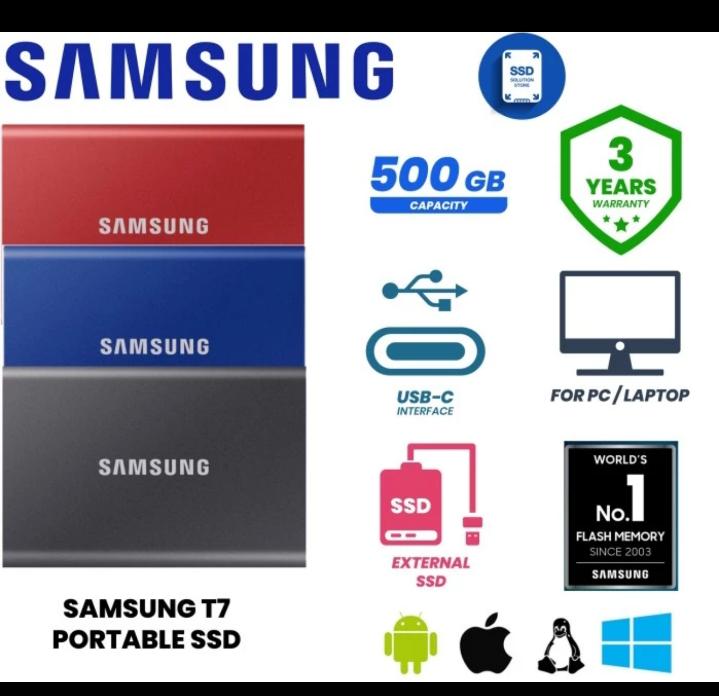 SAMSUNG
SSD
SOLUTION
STORE
SAMSUNG
SAMSUNG
SAMSUNG
SAMSUNG T7
PORTABLE SSD
500 GB
CAPACITY
3
YEARS
WARRANTY
USB-C
INTERFACE
FOR PC/LAPTOP
SSD
EXTERNAL
SSD
WORLD'S
No.1
FLASH MEMORY
SINCE 2003
SAMSUNG